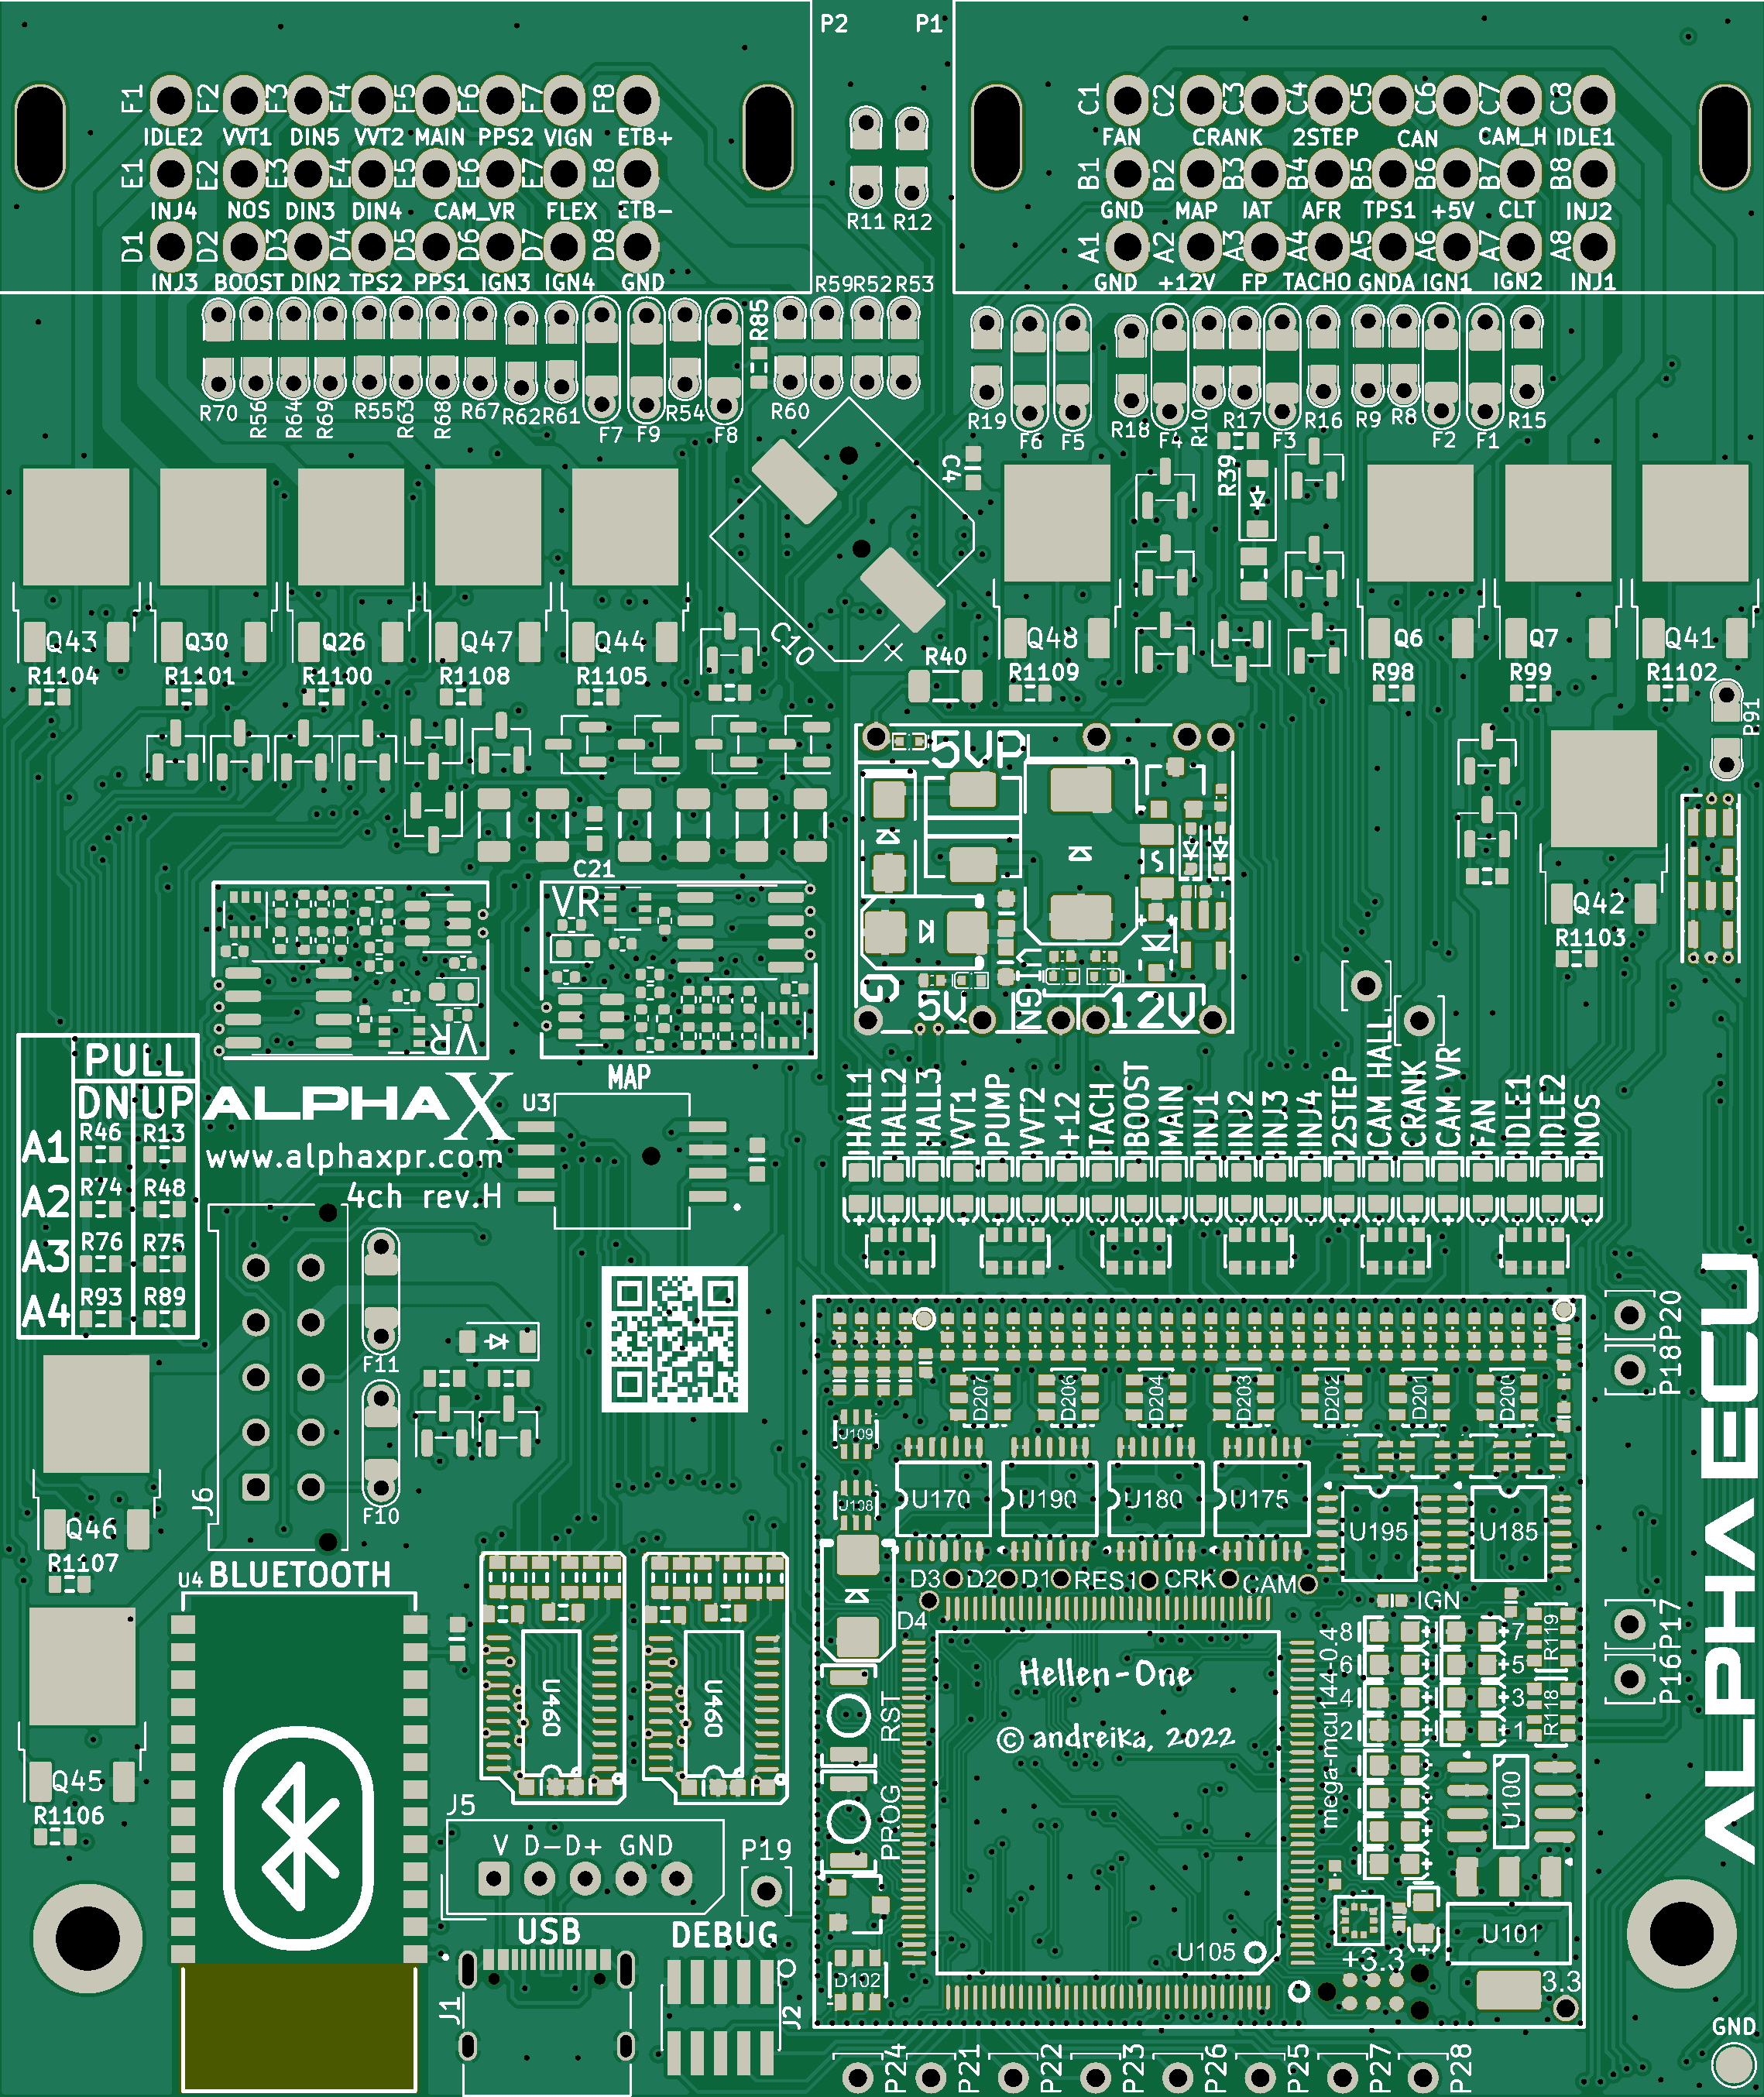 P2 P1
F1 F2 F3 F4 F5 F6 F7 F8
IDLE2 VVT1 DIN5 VVT2 MAIN PPS2 VIGN ETB+
E1 E2 E3 E4 E5 E6 E7 E8
INJ4 NOS DIN3 DIN4 CAM_VR FLEX ETB-
D1 D2 D3 D4 D5 D6 D7 D8
INJ3 BOOST DIN2 TPS2 PPS1 IGN3 IGN4 GND
C1 C2 C3 C4 C5 C6 C7 C8
FAN CRANK 2STEP CAN CAM_H IDLE1
B1 B2 B3 B4 B5 B6 B7 B8
GND MAP IAT AFR TPS1 +5V CLT INJ2
A1 A2 A3 A4 A5 A6 A7 A8
GND +12V FP TACHO GNDA IGN1 IGN2 INJ1
R11 R12
R85 R59 R52 R53
R70 R56 R64 R69 R55 R63 R68 R67 R62 R61 F7 F9 R54 F8 R60
R19 F6 F5 R18 F4 R10 R17 F3 R16 R9 R8 F2 F1 R15
C4 R39
Q43 Q30 Q26 Q47 Q44 C10 Q48 Q6 Q7 Q41
R1104 R1101 R1100 R1108 R1105 R40 R1109 R98 R99 R1102
R91
5VP
C21
VR
VR
G 5V IGN 12V
K
Q42
R1103
PULL
DN UP
A1 R46 R13
A2 R74 R48
A3 R76 R75
A4 R93 R89
ALPHAX
www.alphaxpr.com
4ch rev.H
MAP
U3
HALL1 HALL2 HALL3 VVT1 PUMP VVT2 +12 TACH BOOST MAIN INJ1 INJ2 INJ3 INJ4 2STEP CAM HALL CRANK CAM VR FAN IDLE1 IDLE2 NOS
J6
F11
F10
Q46
R1107
Q45
R1106
U4 BLUETOOTH
U460 U460
J5
V D- D+ GND
P19
USB
DEBUG
J1 J2
D207 D206 D204 D203 D202 D201 D200
U109
U108
U170 U190 U180 U175 U195 U185
D3 D2 D1 RES1 CRK CAM
D4
IGN
8 7
6 5
4 3
2 1
R119
R118
mega-mcu144-0.4
Hellen-One
© andreika, 2022
RST
PROG
U100
U101
U105
D102
+3.3
3.3
P18 P20
P16 P17
ALPHA ECU
GND
P24 P21 P22 P23 P26 P25 P27 P28